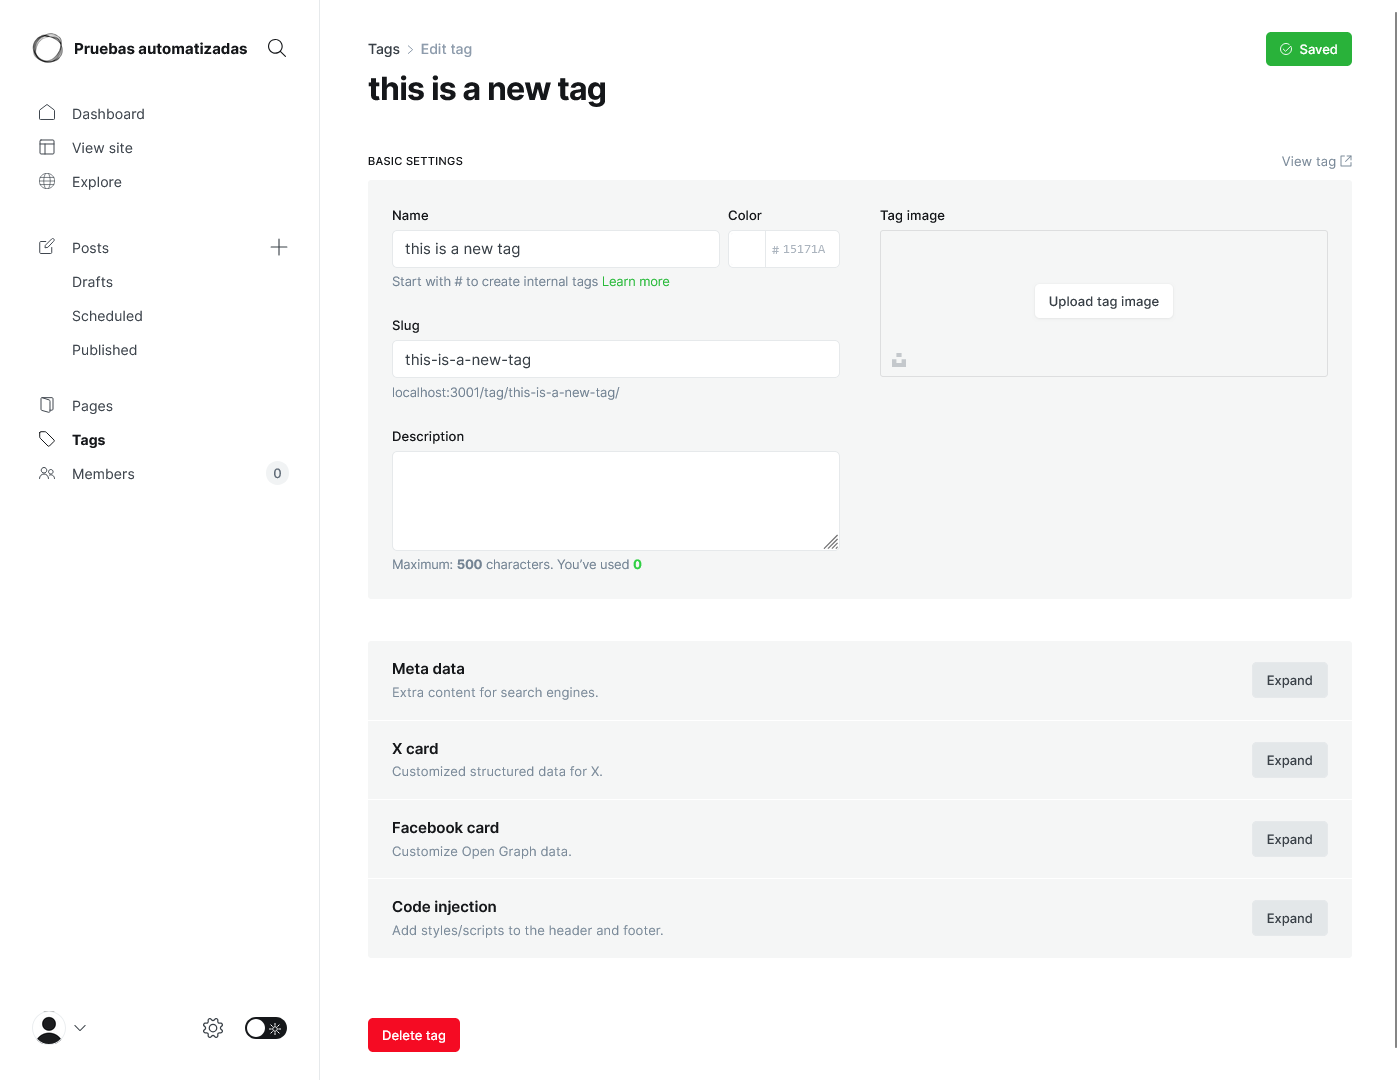 Pruebas automatizadas
Dashboard
View site
Explore
Posts
Drafts
Scheduled
Published
Pages
Tags
Members 0
Tags > Edit tag
Saved
this is a new tag
BASIC SETTINGS
View tag
Name
this is a new tag
Start with # to create internal tags Learn more
Color
# 15171A
Slug
this-is-a-new-tag
localhost:3001/tag/this-is-a-new-tag/
Description
Maximum: 500 characters. You’ve used 0
Tag image
Upload tag image
Meta data
Extra content for search engines.
Expand
X card
Customized structured data for X.
Expand
Facebook card
Customize Open Graph data.
Expand
Code injection
Add styles/scripts to the header and footer.
Expand
Delete tag